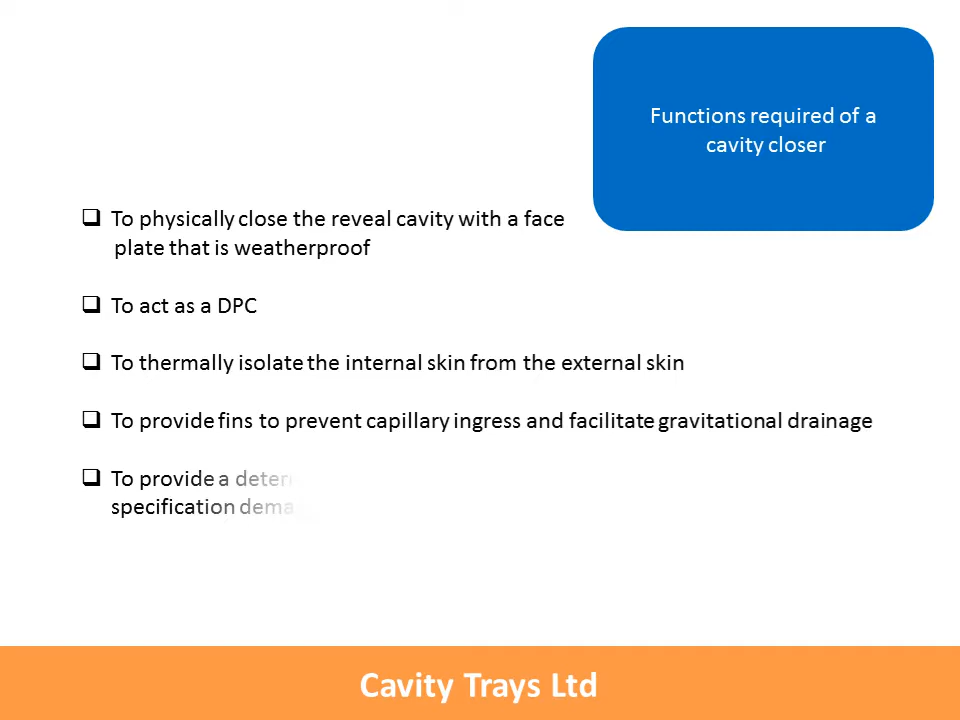 Functions required of a
cavity closer
❑ To physically close the reveal cavity with a face
plate that is weatherproof
❑ To act as a DPC
❑ To thermally isolate the internal skin from the external skin
❑ To provide fins to prevent capillary ingress and facilitate gravitational drainage
❑ To provide a
specification
Cavity Trays Ltd